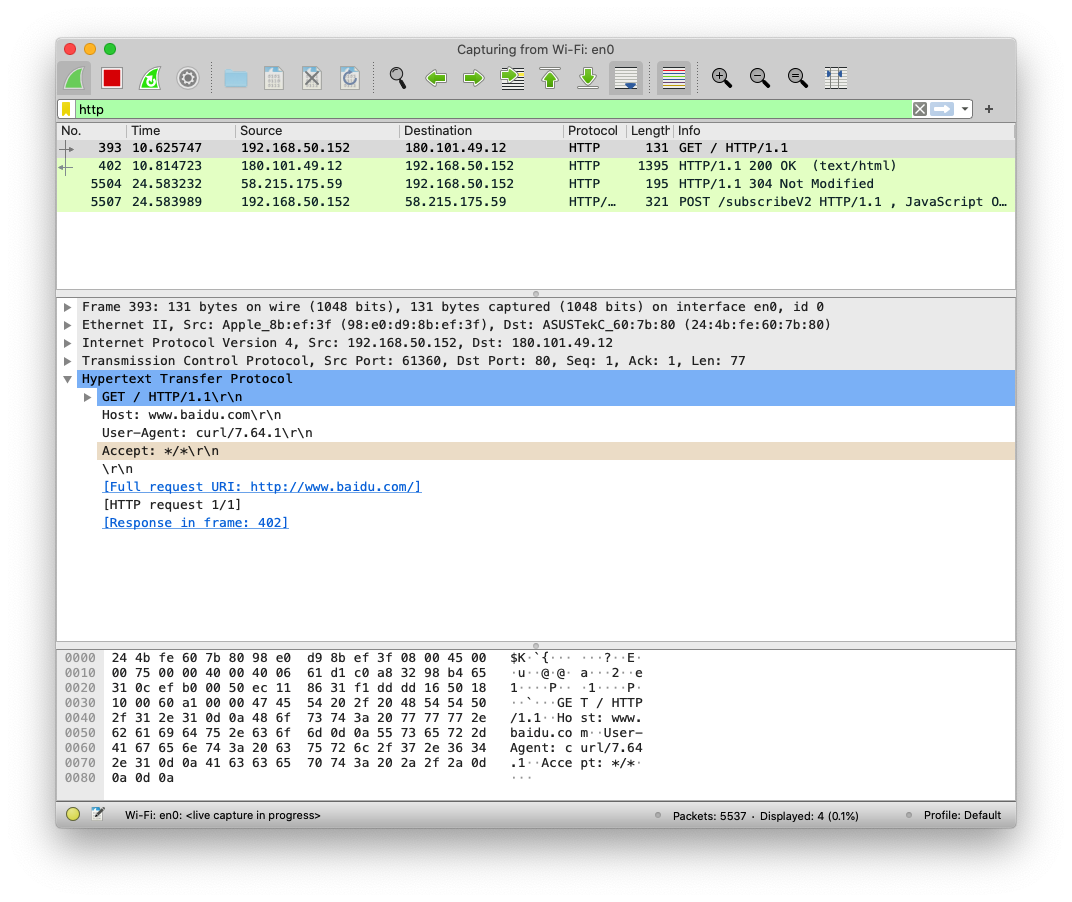 Capturing from Wi-Fi: en0
http
No. Time Source Destination Protocol Length Info
393 10.625747 192.168.50.152 180.101.49.12 HTTP 131 GET / HTTP/1.1
402 10.814723 180.101.49.12 192.168.50.152 HTTP 1395 HTTP/1.1 200 OK (text/html)
5504 24.583232 58.215.175.59 192.168.50.152 HTTP 195 HTTP/1.1 304 Not Modified
5507 24.583989 192.168.50.152 58.215.175.59 HTTP/… 321 POST /subscribeV2 HTTP/1.1 , JavaScript O…
Frame 393: 131 bytes on wire (1048 bits), 131 bytes captured (1048 bits) on interface en0, id 0
Ethernet II, Src: Apple_8b:ef:3f (98:e0:d9:8b:ef:3f), Dst: ASUSTekC_60:7b:80 (24:4b:fe:60:7b:80)
Internet Protocol Version 4, Src: 192.168.50.152, Dst: 180.101.49.12
Transmission Control Protocol, Src Port: 61360, Dst Port: 80, Seq: 1, Ack: 1, Len: 77
Hypertext Transfer Protocol
GET / HTTP/1.1\r\n
Host: www.baidu.com\r\n
User-Agent: curl/7.64.1\r\n
Accept: */*\r\n
\r\n
[Full request URI: http://www.baidu.com/]
[HTTP request 1/1]
[Response in frame: 402]
0000 24 4b fe 60 7b 80 98 e0 d9 8b ef 3f 08 00 45 00 $K·`{··· ···?··E·
0010 00 75 00 00 40 00 40 06 61 d1 c0 a8 32 98 b4 65 ·u··@·@· a···2··e
0020 31 0c ef b0 00 50 ec 11 86 31 f1 dd dd 16 50 18 1····P·· ·1····P·
0030 10 00 60 a1 00 00 47 45 54 20 2f 20 48 54 54 50 ··`···GE T / HTTP
0040 2f 31 2e 31 0d 0a 48 6f 73 74 3a 20 77 77 77 2e /1.1··Ho st: www.
0050 62 61 69 64 75 2e 63 6f 6d 0d 0a 55 73 65 72 2d baidu.co m··User-
0060 41 67 65 6e 74 3a 20 63 75 72 6c 2f 37 2e 36 34 Agent: c url/7.64
0070 2e 31 0d 0a 41 63 63 65 70 74 3a 20 2a 2f 2a 0d .1··Acce pt: */*·
0080 0a 0d 0a ···
Wi-Fi: en0: <live capture in progress> Packets: 5537 · Displayed: 4 (0.1%) Profile: Default